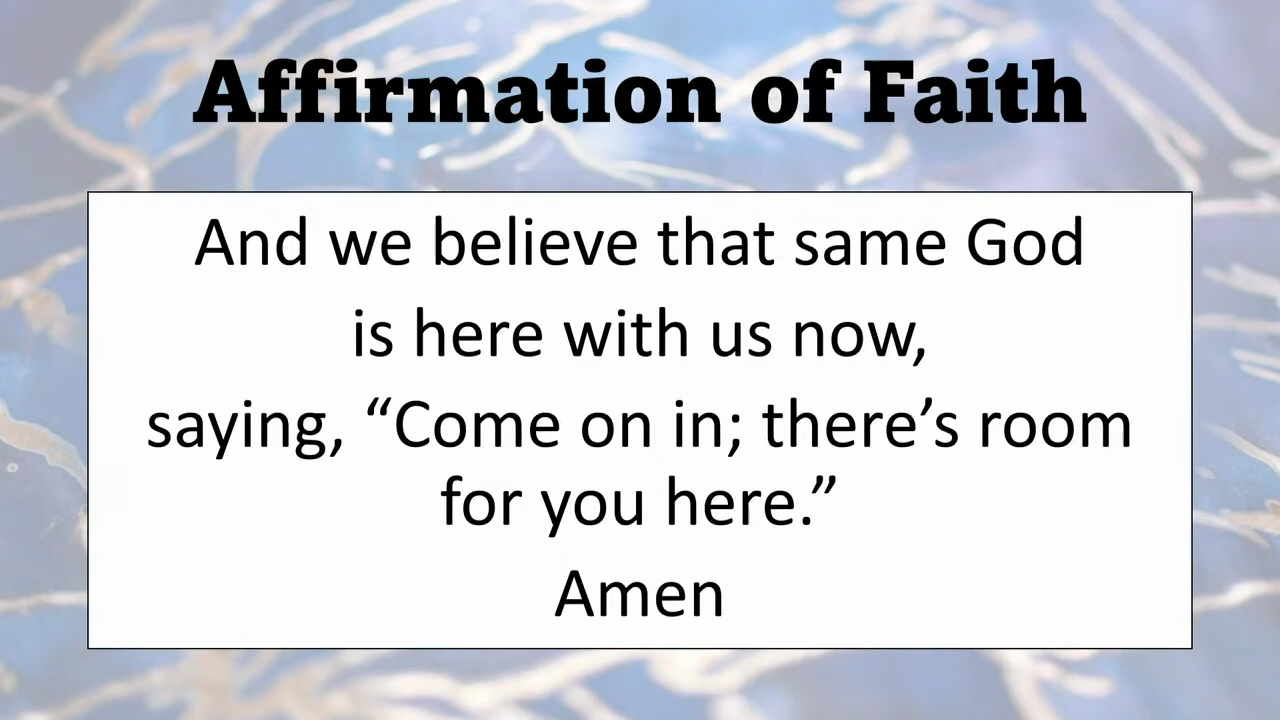 Affirmation of Faith
And we believe that same God
is here with us now,
saying, “Come on in; there’s room
for you here.”
Amen